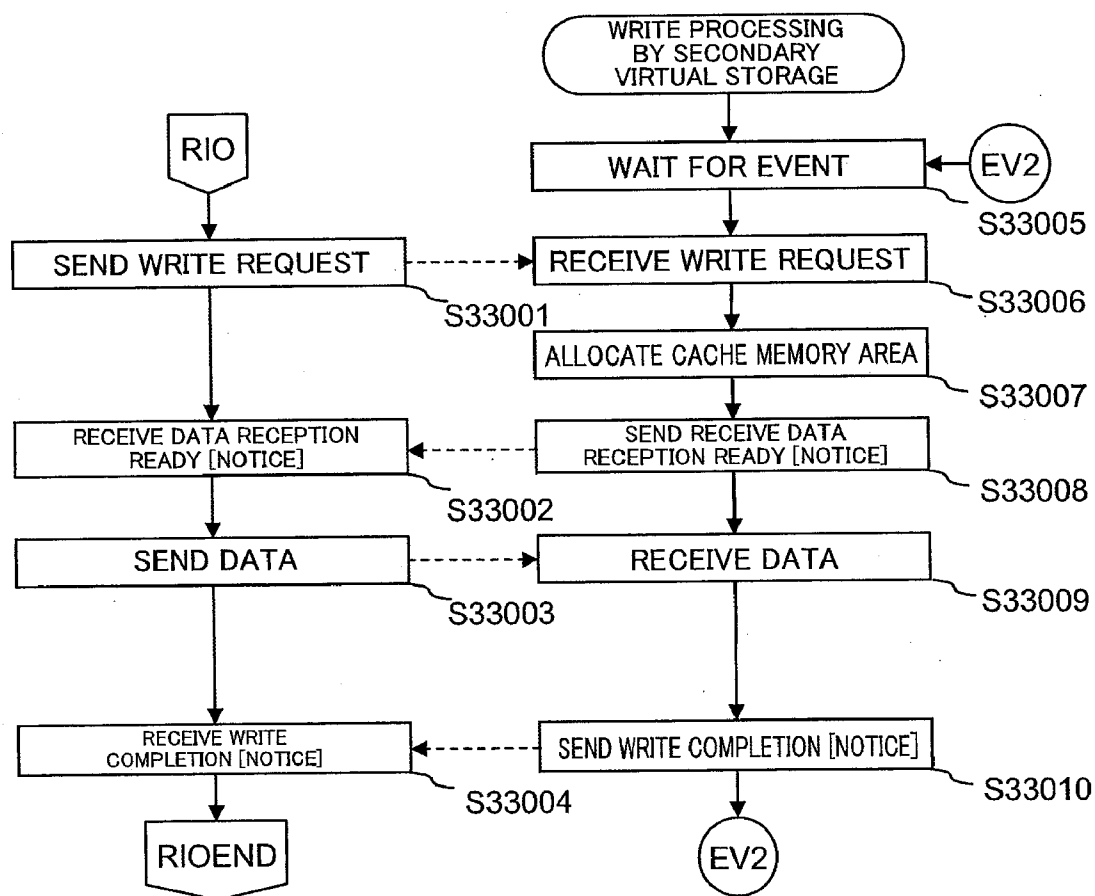 WRITE PROCESSING
BY SECONDARY
VIRTUAL STORAGE
RIO
WAIT FOR EVENT
EV2
S33005
SEND WRITE REQUEST
RECEIVE WRITE REQUEST
S33001
S33006
ALLOCATE CACHE MEMORY AREA
S33007
RECEIVE DATA RECEPTION
READY [NOTICE]
SEND RECEIVE DATA
RECEPTION READY [NOTICE]
S33002
S33008
SEND DATA
RECEIVE DATA
S33003
S33009
RECEIVE WRITE
COMPLETION [NOTICE]
SEND WRITE COMPLETION [NOTICE]
S33004
S33010
RIOEND
EV2